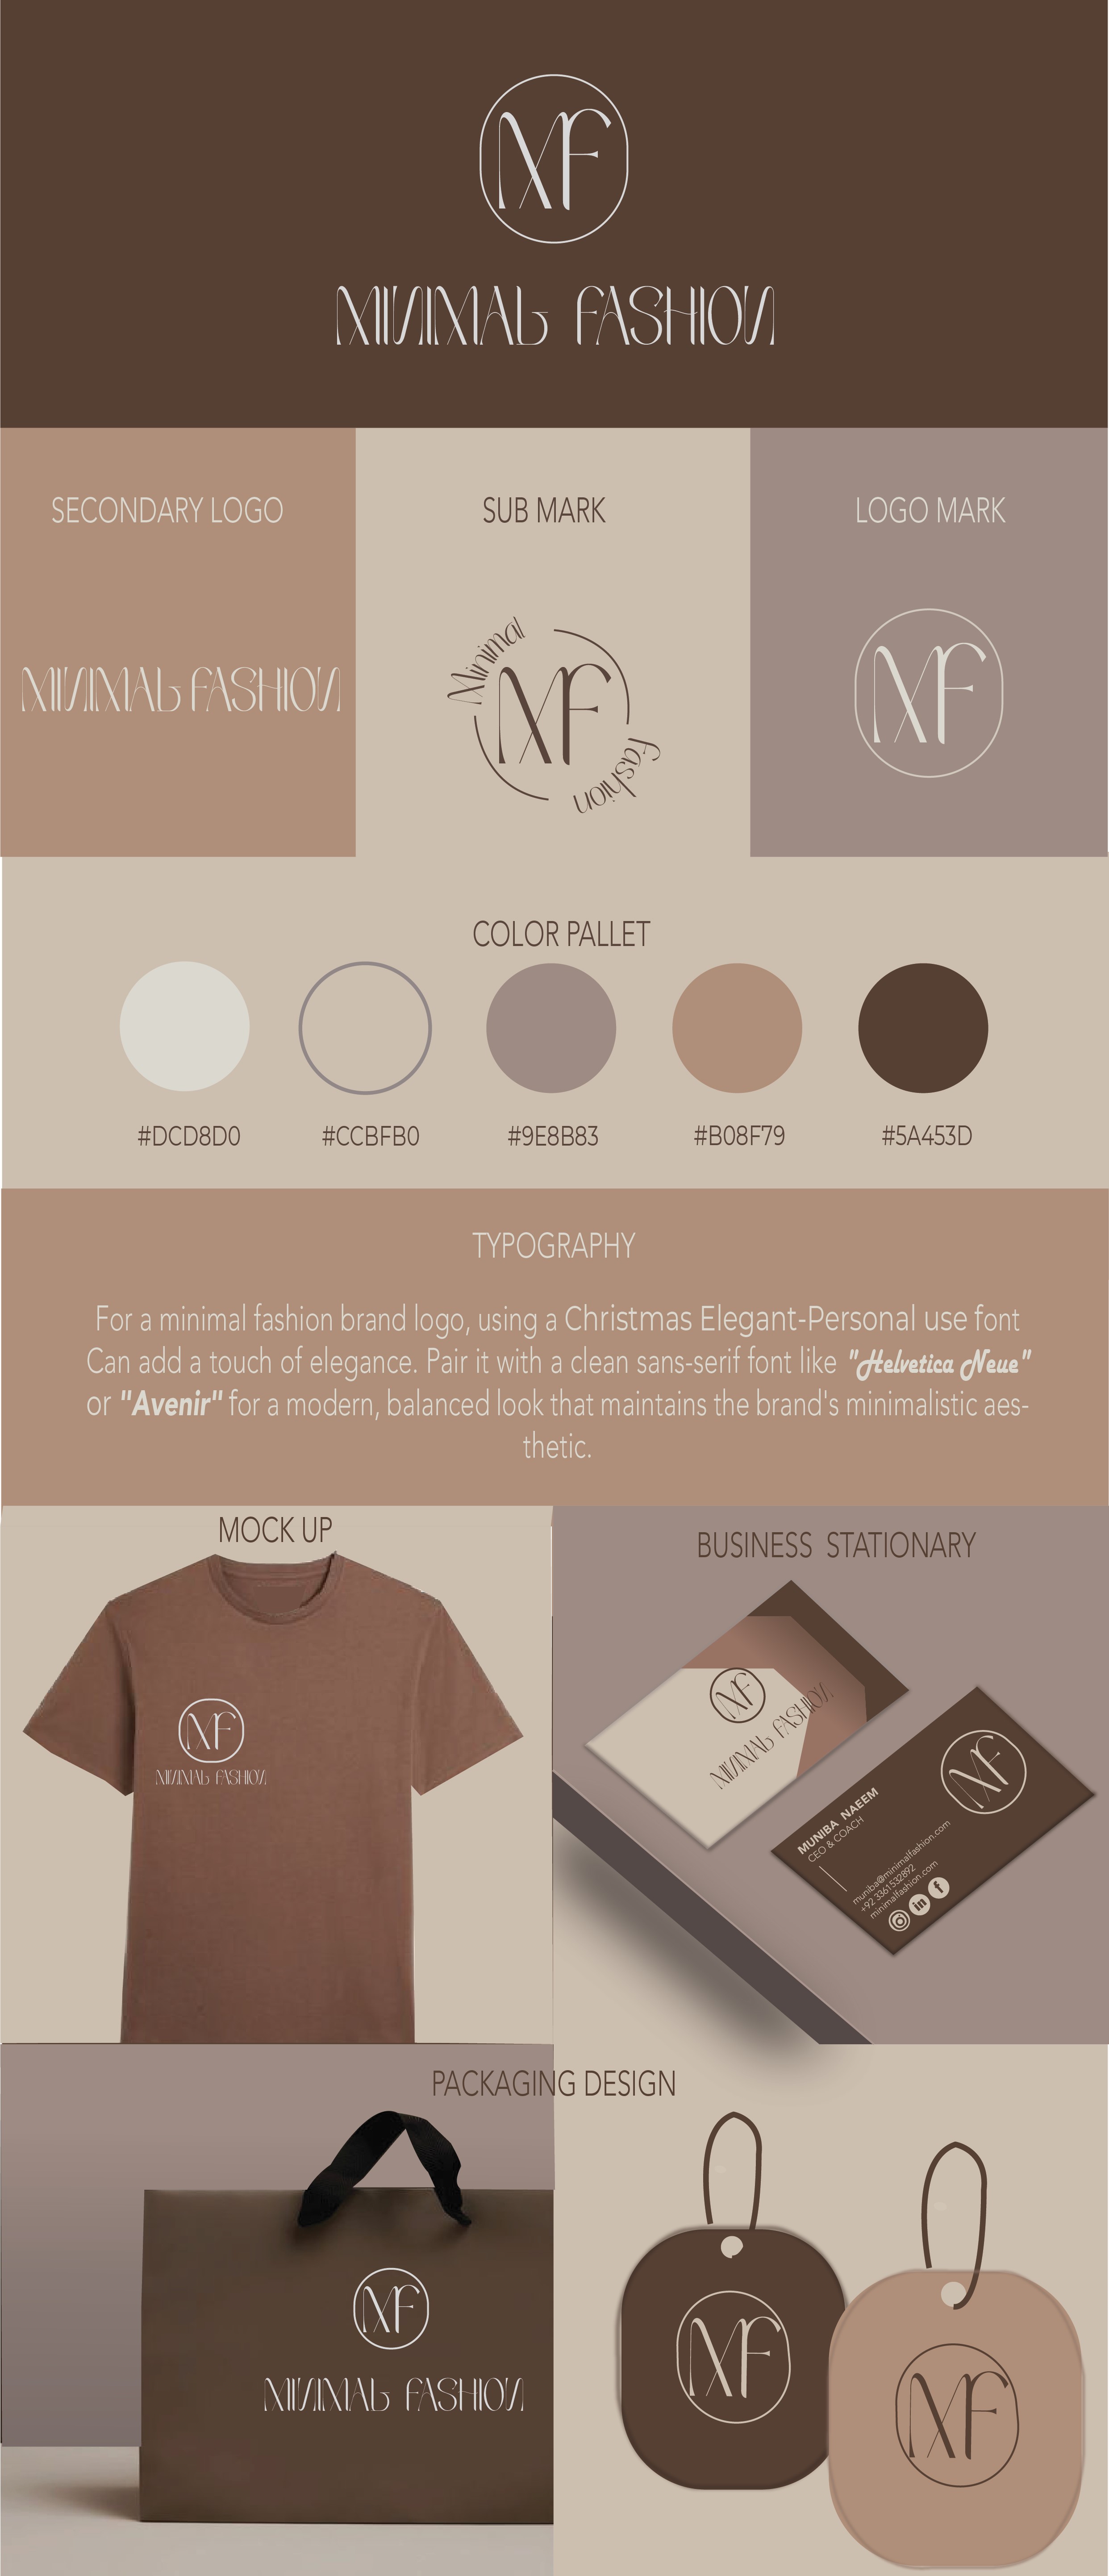 MF
MINIMAL FASHION
SECONDARY LOGO
SUB MARK
LOGO MARK
MINIMAL FASHION
Minimal
MF
Fashion
MF
COLOR PALLET
#DCD8D0
#CCBFB0
#9E8B83
#B08F79
#5A453D
TYPOGRAPHY
For a minimal fashion brand logo, using a Christmas Elegant-Personal use font
Can add a touch of elegance. Pair it with a clean sans-serif font like "Helvetica Neue"
or "Avenir" for a modern, balanced look that maintains the brand's minimalistic aes-
thetic.
MOCK UP
MF
MINIMAL FASHION
BUSINESS STATIONARY
MF
MINIMAL FASHION
MF
MUNIBA NAEEM
CEO & COACH
muniba@minimalfashion.com
+92 3361532892
minimalfashion.com
in
f
PACKAGING DESIGN
MF
MINIMAL FASHION
MF
MF